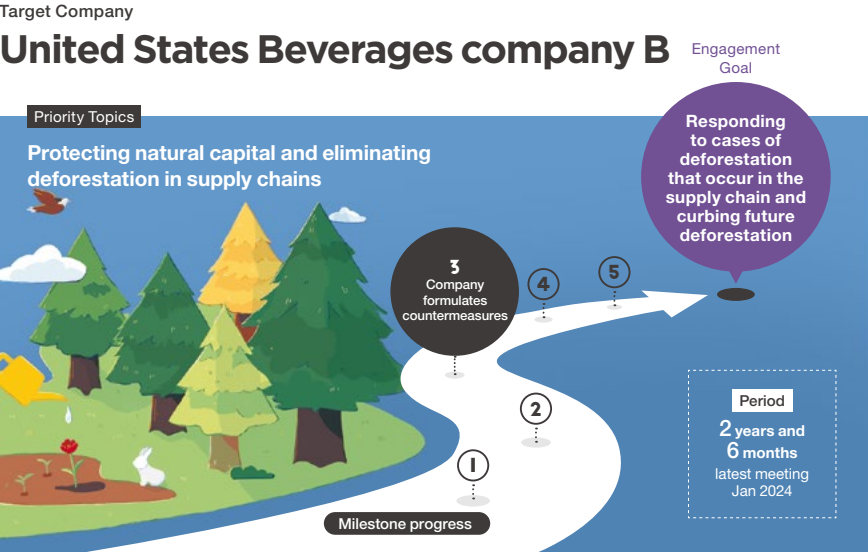 Target Company
United States Beverages company B
Engagement
Goal
Priority Topics
Protecting natural capital and eliminating
deforestation in supply chains
Responding
to cases of
deforestation
that occur in the
supply chain and
curbing future
deforestation
3
Company
formulates
countermeasures
4
5
2
1
Milestone progress
Period
2 years and
6 months
latest meeting
Jan 2024